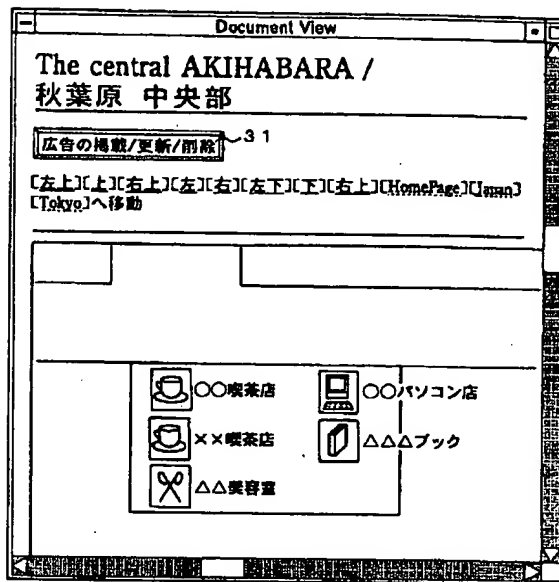 Document View
The central AKIHABARA /
秋葉原 中央部
広告の掲載/更新/削除 31
[左上][上][右上][左][右][左下][下][右上][HomePage][Japan]
[Tokyo]へ移動
○○喫茶店 ○○パソコン店
××喫茶店 △△△ブック
△△美容室